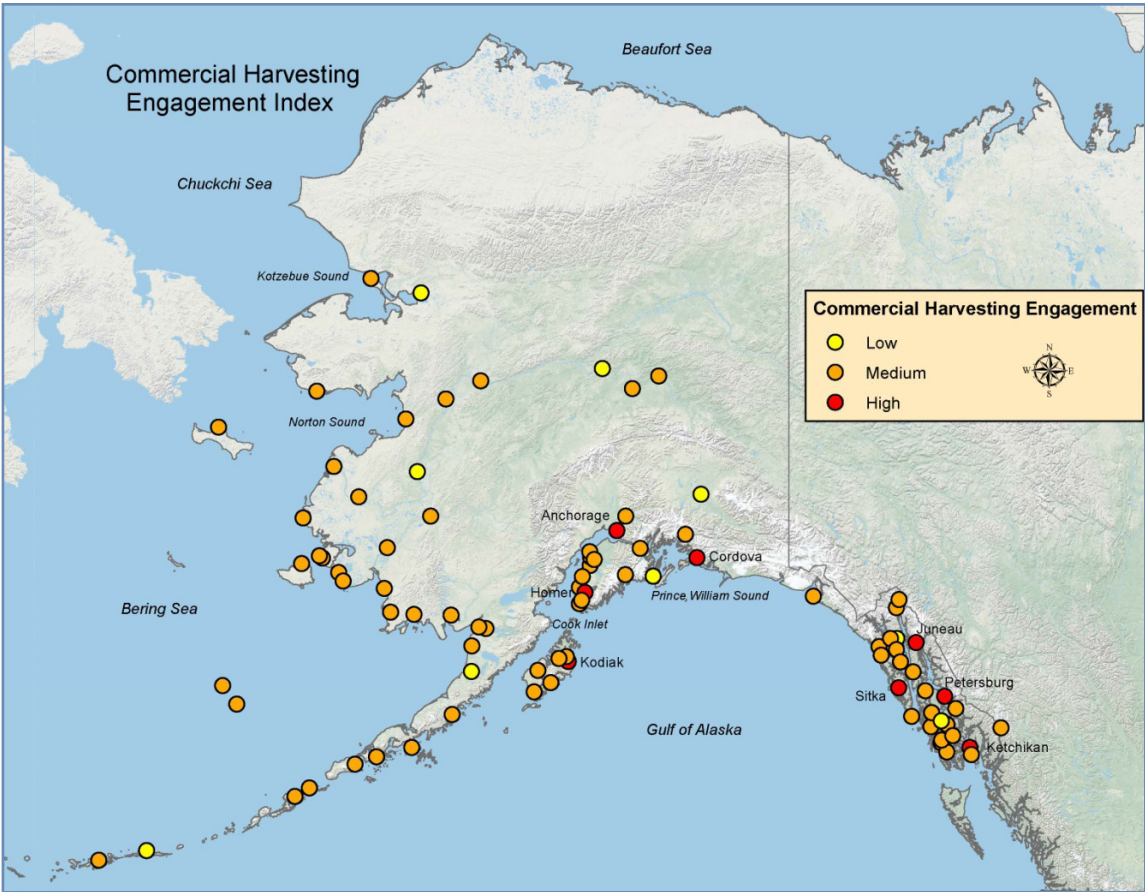 Beaufort Sea
Commercial Harvesting
Engagement Index
Chuckchi Sea
Kotzebue Sound
Commercial Harvesting Engagement
Low
Medium
High
N
W E
S
Norton Sound
Anchorage
Cordova
Homer
Prince William Sound
Bering Sea
Cook Inlet
Juneau
Kodiak
Petersburg
Sitka
Gulf of Alaska
Ketchikan